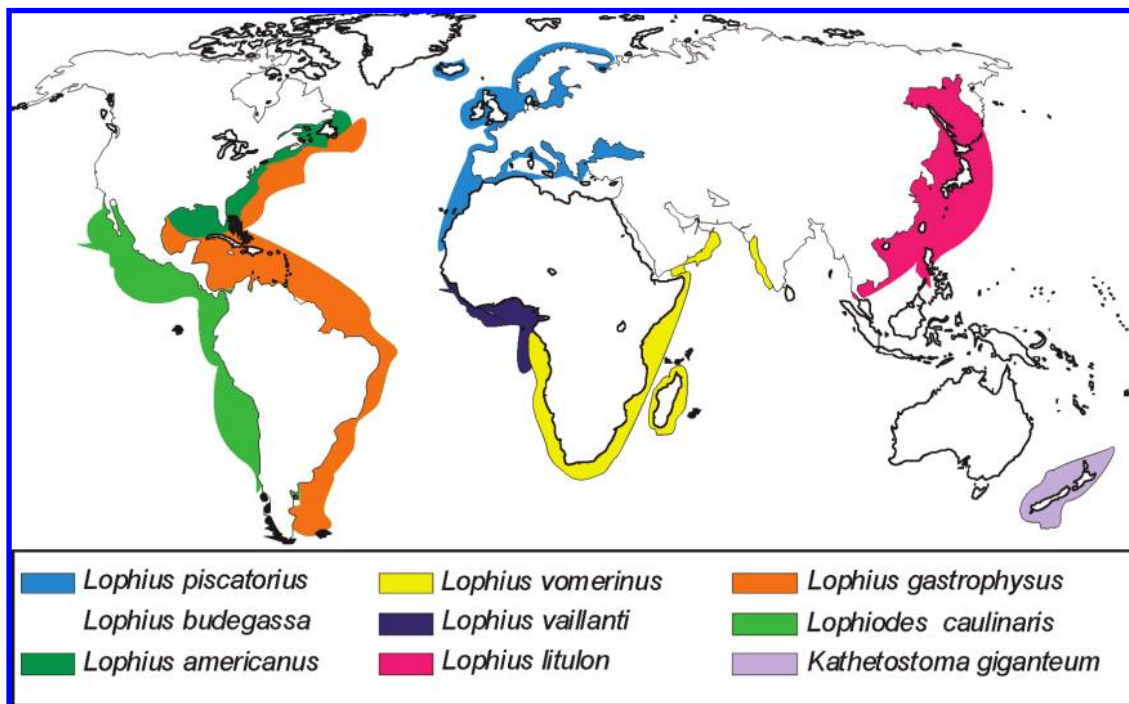 Lophius piscatorius
Lophius vomerinus
Lophius gastrophysus
Lophius budegassa
Lophius vaillanti
Lophiodes caulinaris
Lophius americanus
Lophius litulon
Kathetostoma giganteum